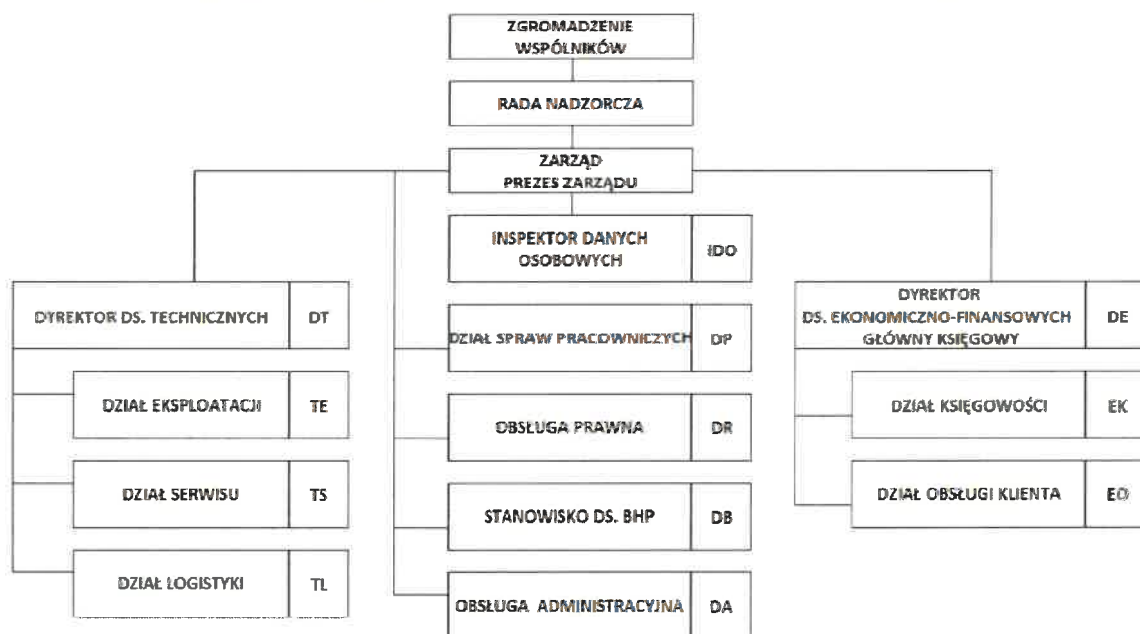 ZGROMADZENIE
WSPÓLNIKÓW
RADA NADZORCZA
ZARZĄD
PREZES ZARZĄDU
INSPEKTOR DANYCH
OSOBOWYCH
IDO
DYREKTOR DS. TECHNICZNYCH
DT
DZIAŁ EKSPLOATACJI
TE
DZIAŁ SERWISU
TS
DZIAŁ LOGISTYKI
TL
DZIAŁ SPRAW PRACOWNICZYCH
DP
OBSŁUGA PRAWNA
DR
STANOWISKO DS. BHP
DB
OBSŁUGA ADMINISTRACYJNA
DA
DYREKTOR
DS. EKONOMICZNO-FINANSOWYCH
GŁÓWNY KSIĘGOWY
DE
DZIAŁ KSIĘGOWOŚCI
EK
DZIAŁ OBSŁUGI KLIENTA
EO